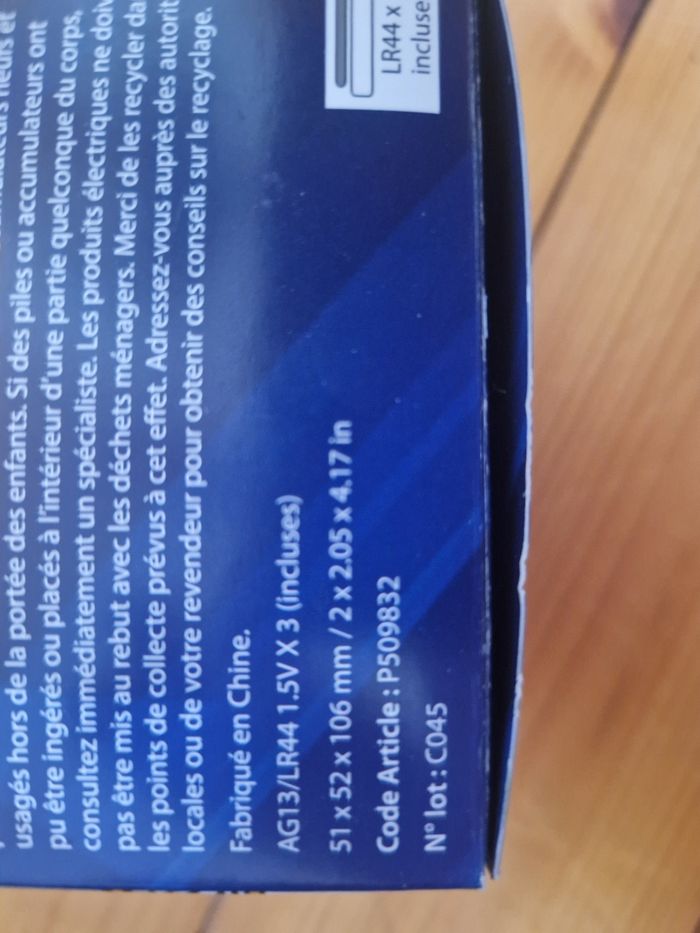 usagés hors de la portée des enfants. Si des piles ou accumulateurs ont
pu être ingérés ou placés à l'intérieur d'une partie quelconque du corps,
consultez immédiatement un spécialiste. Les produits électriques ne doiv
pas être mis au rebut avec les déchets ménagers. Merci de les recycler da
les points de collecte prévus à cet effet. Adressez-vous auprès des autorit
locales ou de votre revendeur pour obtenir des conseils sur le recyclage.
Fabriqué en Chine.
AG13/LR44 1.5V X 3 (incluses)
51 x 52 x 106 mm / 2 x 2.05 x 4.17 in
Code Article : P509832
N° lot : C045
LR44 x
incluse